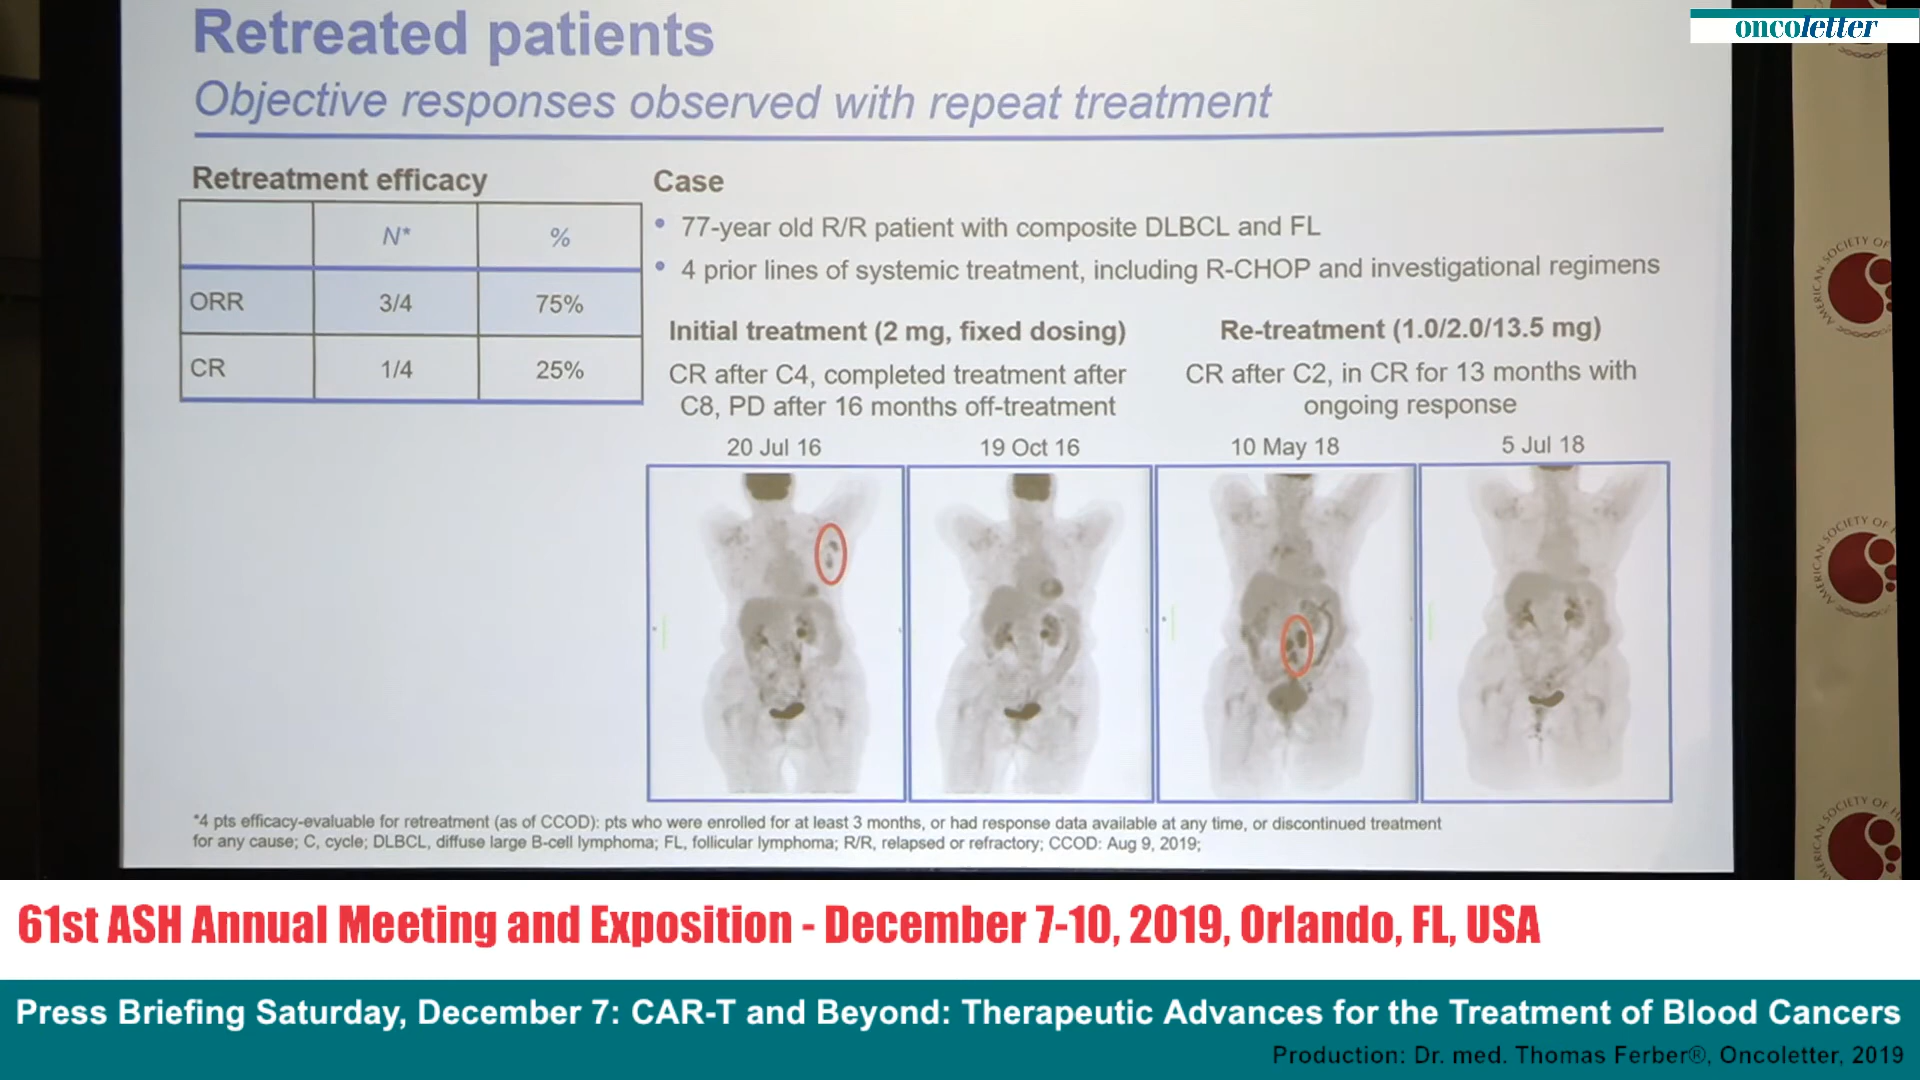 oncoletter
Retreated patients
Objective responses observed with repeat treatment
Retreatment efficacy
N* %
ORR 3/4 75%
CR 1/4 25%
Case
• 77-year old R/R patient with composite DLBCL and FL
• 4 prior lines of systemic treatment, including R-CHOP and investigational regimens
Initial treatment (2 mg, fixed dosing)
CR after C4, completed treatment after
C8, PD after 16 months off-treatment
Re-treatment (1.0/2.0/13.5 mg)
CR after C2, in CR for 13 months with
ongoing response
20 Jul 16
19 Oct 16
10 May 18
5 Jul 18
*4 pts efficacy-evaluable for retreatment (as of CCOD): pts who were enrolled for at least 3 months, or had response data available at any time, or discontinued treatment
for any cause; C, cycle; DLBCL, diffuse large B-cell lymphoma; FL, follicular lymphoma; R/R, relapsed or refractory; CCOD: Aug 9, 2019;
AMERICAN SOCIETY OF
AMERICAN SOCIETY OF
AMERICAN SOCIETY OF
61st ASH Annual Meeting and Exposition - December 7-10, 2019, Orlando, FL, USA
Press Briefing Saturday, December 7: CAR-T and Beyond: Therapeutic Advances for the Treatment of Blood Cancers
Production: Dr. med. Thomas Ferber®, Oncoletter, 2019